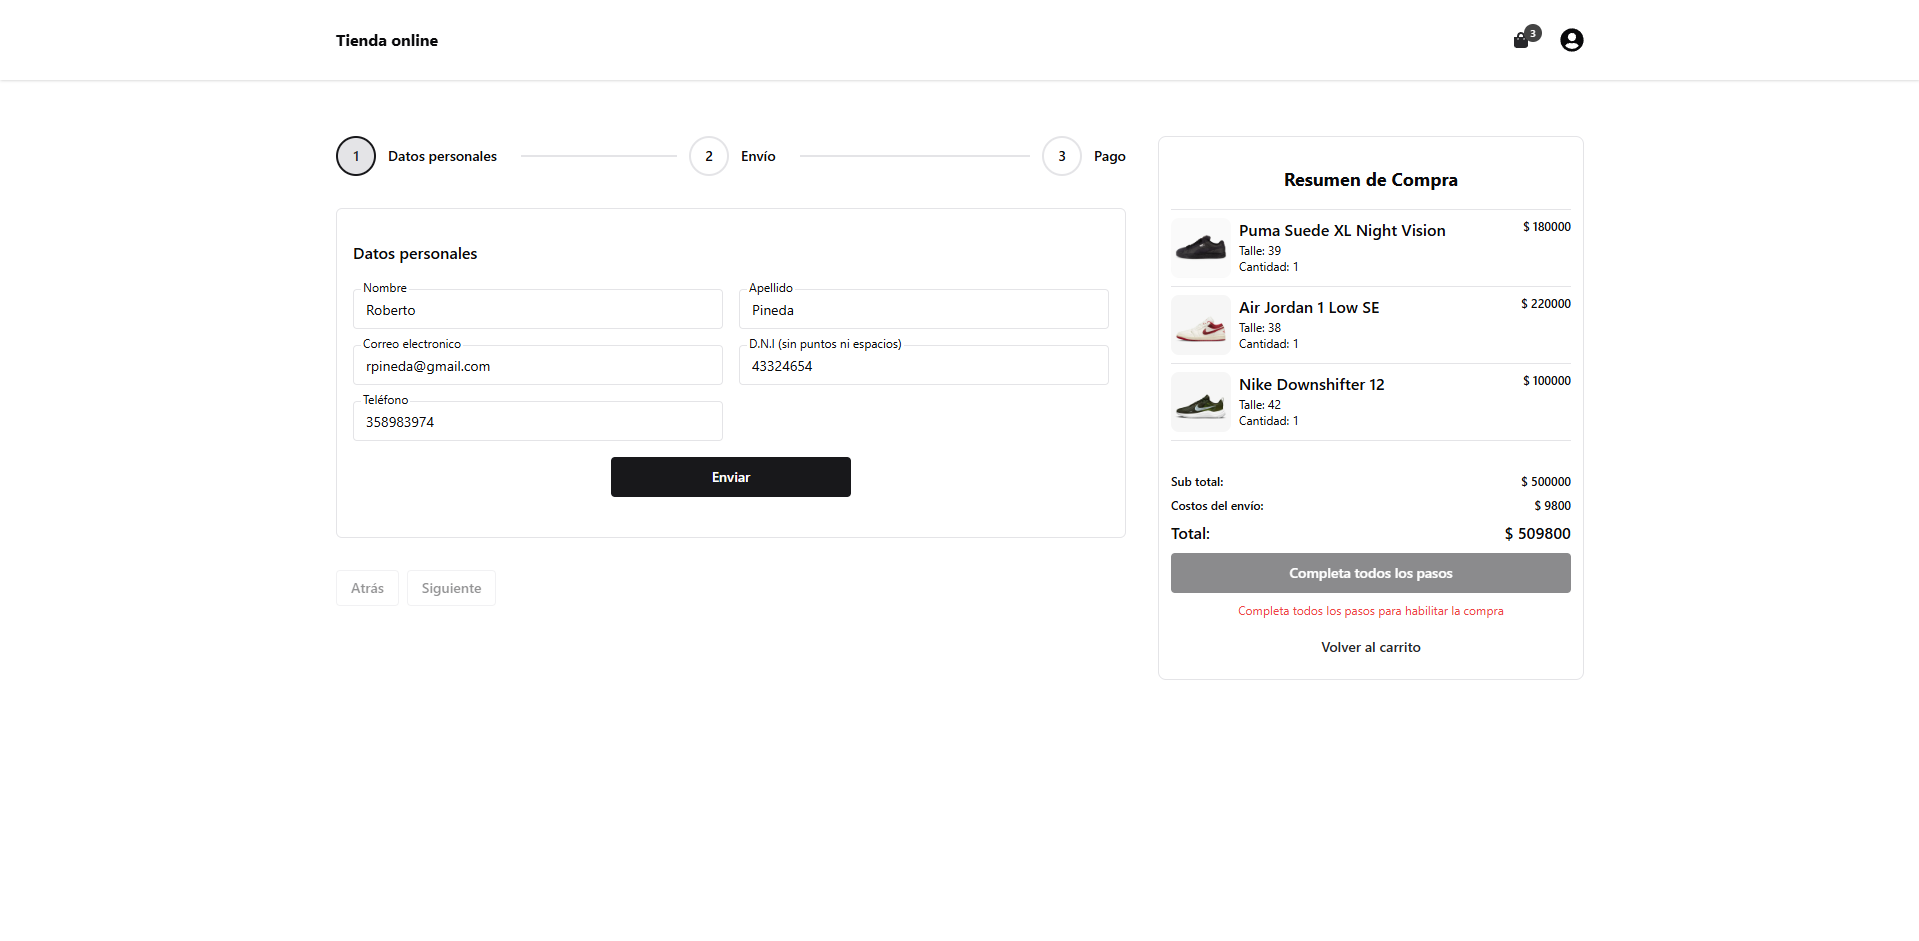 Tienda online
3
1 Datos personales
2 Envío
3 Pago
Datos personales
Nombre
Roberto
Apellido
Pineda
Correo electronico
rpineda@gmail.com
D.N.I (sin puntos ni espacios)
43324654
Teléfono
358983974
Enviar
Atrás
Siguiente
Resumen de Compra
Puma Suede XL Night Vision $ 180000
Talle: 39
Cantidad: 1
Air Jordan 1 Low SE $ 220000
Talle: 38
Cantidad: 1
Nike Downshifter 12 $ 100000
Talle: 42
Cantidad: 1
Sub total: $ 500000
Costos del envío: $ 9800
Total: $ 509800
Completa todos los pasos
Completa todos los pasos para habilitar la compra
Volver al carrito